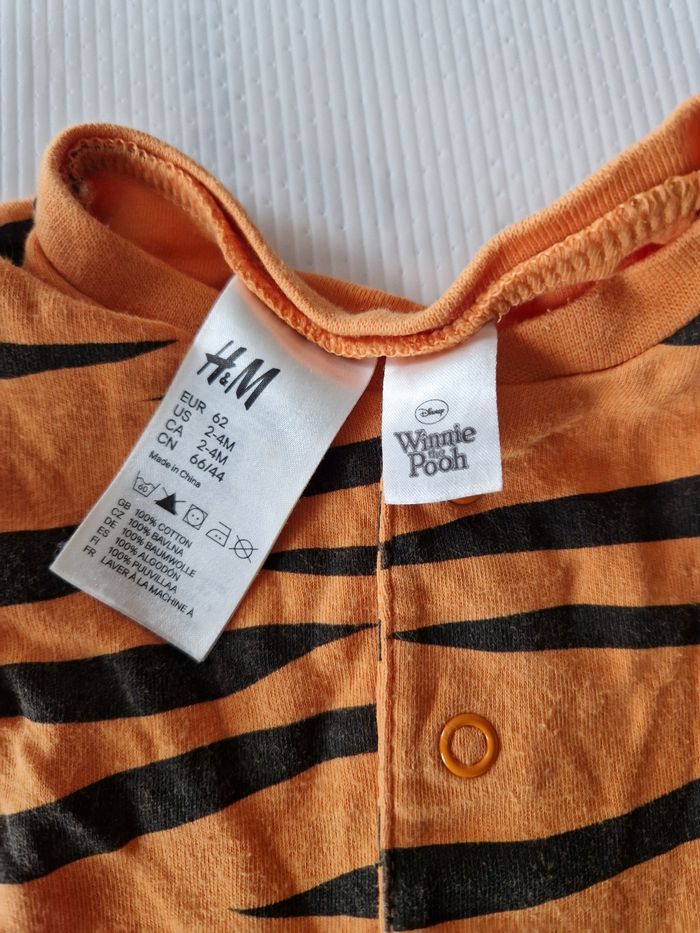 H&M
EUR 62
US 2-4M
CA 2-4M
CN 66/44
Made in China
60
GB 100% COTTON
CZ 100% BAVLNA
DE 100% BAUMWOLLE
ES 100% ALGODÓN
FI 100% PUUVILLAA
FR LAVER À LA MACHINE À
Disney
Winnie
the
Pooh